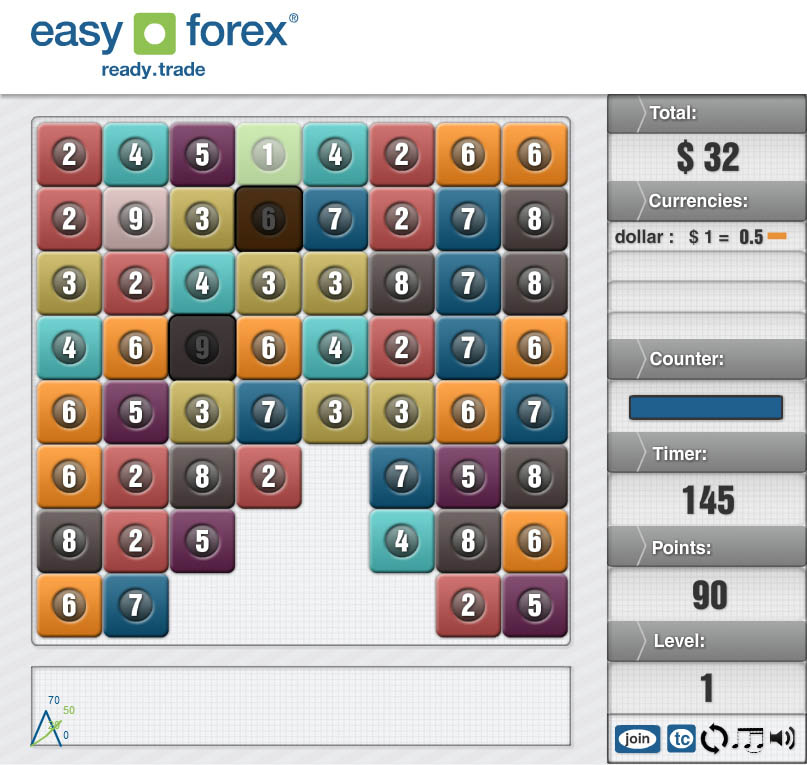 easy forex®
ready.trade
Total:
$ 32
Currencies:
dollar : $ 1 = 0.5
Counter:
Timer:
145
Points:
90
Level:
1
join tc
2 4 5 1 4 2 6 6
2 9 3 6 7 2 7 8
3 2 4 3 3 8 7 8
4 6 9 6 4 2 7 6
6 5 3 7 3 3 6 7
6 2 8 2 7 5 8
8 2 5 4 8 6
6 7 2 5
70
50
0